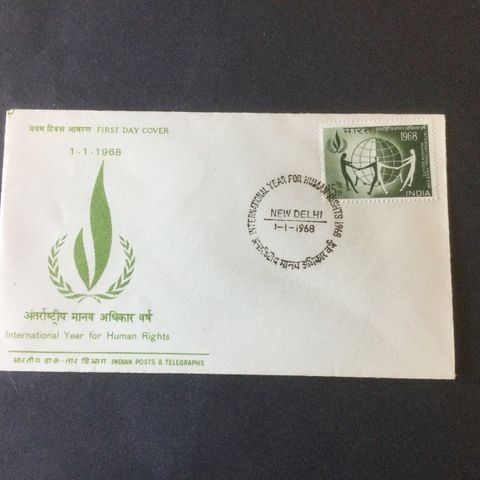 प्रथम दिवस आवरण FIRST DAY COVER
1-1-1968
अंतर्राष्ट्रीय मानव अधिकार वर्ष
International Year for Human Rights
भारतीय डाक-तार विभाग INDIAN POSTS & TELEGRAPHS
INTERNATIONAL YEAR FOR HUMAN RIGHTS 1968
NEW DELHI
1-1-1968
अंतर्राष्ट्रीय मानव अधिकार वर्ष
भारत
1968
INDIA